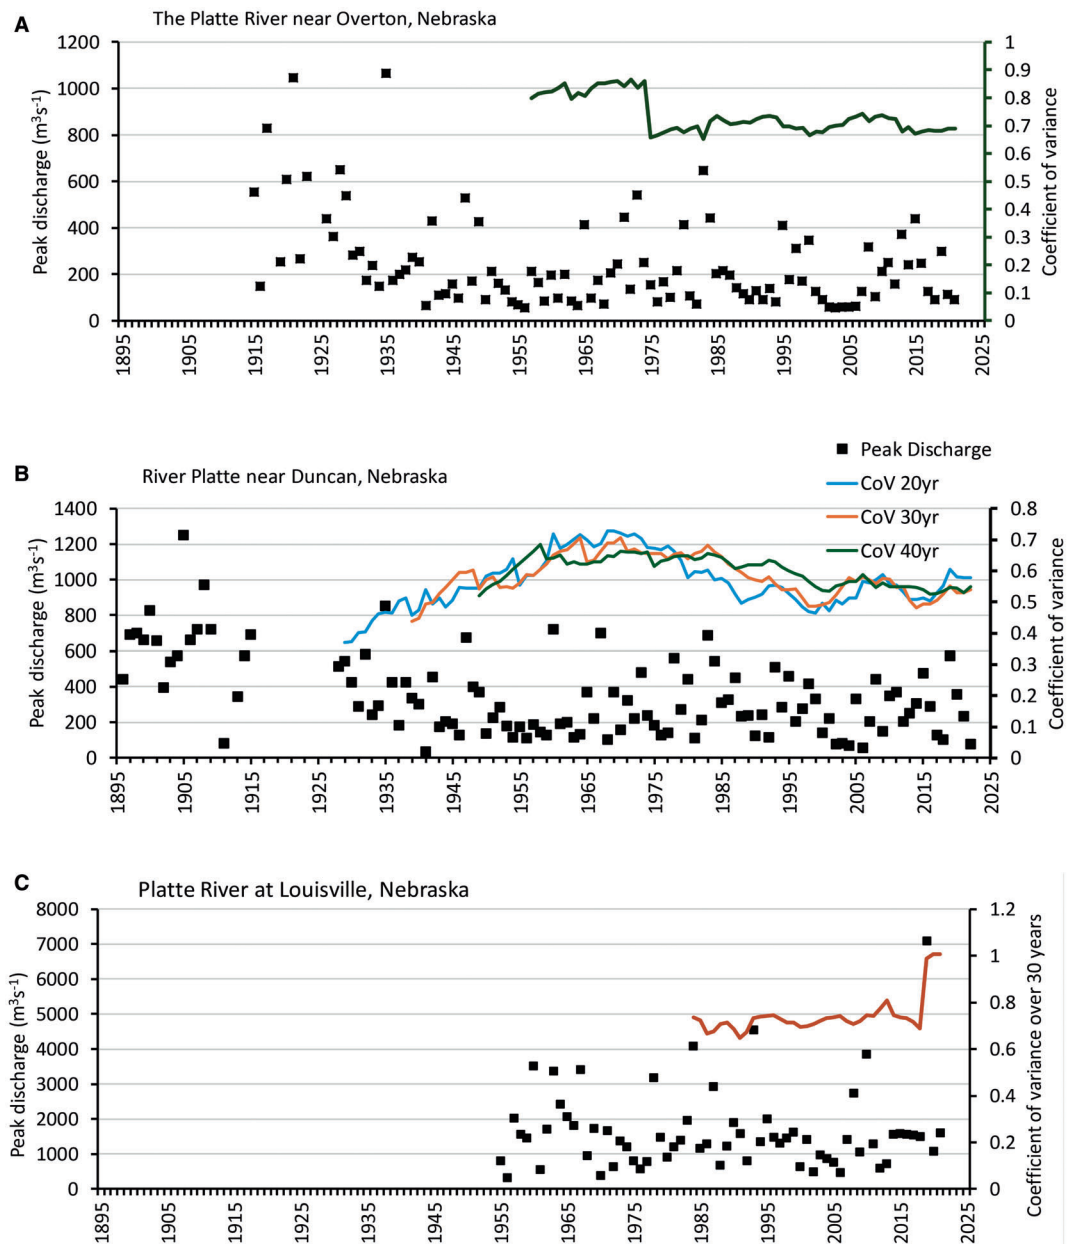 A
The Platte River near Overton, Nebraska
Peak discharge (m³s⁻¹)
1200
1000
800
600
400
200
0
1
0.9
0.8
0.7
0.6
0.5
0.4
0.3
0.2
0.1
0
Coefficient of variance
1895 1905 1915 1925 1935 1945 1955 1965 1975 1985 1995 2005 2015 2025
B
River Platte near Duncan, Nebraska
Peak Discharge
CoV 20yr
CoV 30yr
CoV 40yr
Peak discharge (m³s⁻¹)
1400
1200
1000
800
600
400
200
0
0.8
0.7
0.6
0.5
0.4
0.3
0.2
0.1
0
Coefficient of variance
1895 1905 1915 1925 1935 1945 1955 1965 1975 1985 1995 2005 2015 2025
C
Platte River at Louisville, Nebraska
Peak discharge (m³s⁻¹)
8000
7000
6000
5000
4000
3000
2000
1000
0
1.2
1
0.8
0.6
0.4
0.2
0
Coefficient of variance over 30 years
1895 1905 1915 1925 1935 1945 1955 1965 1975 1985 1995 2005 2015 2025